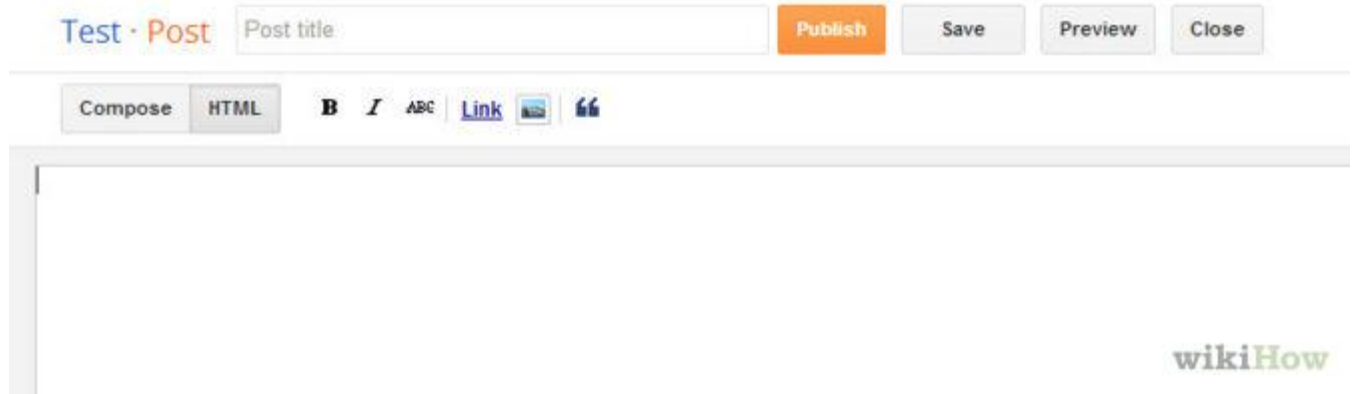 Test · Post Post title Publish Save Preview Close
Compose HTML B I ABC Link
wikiHow